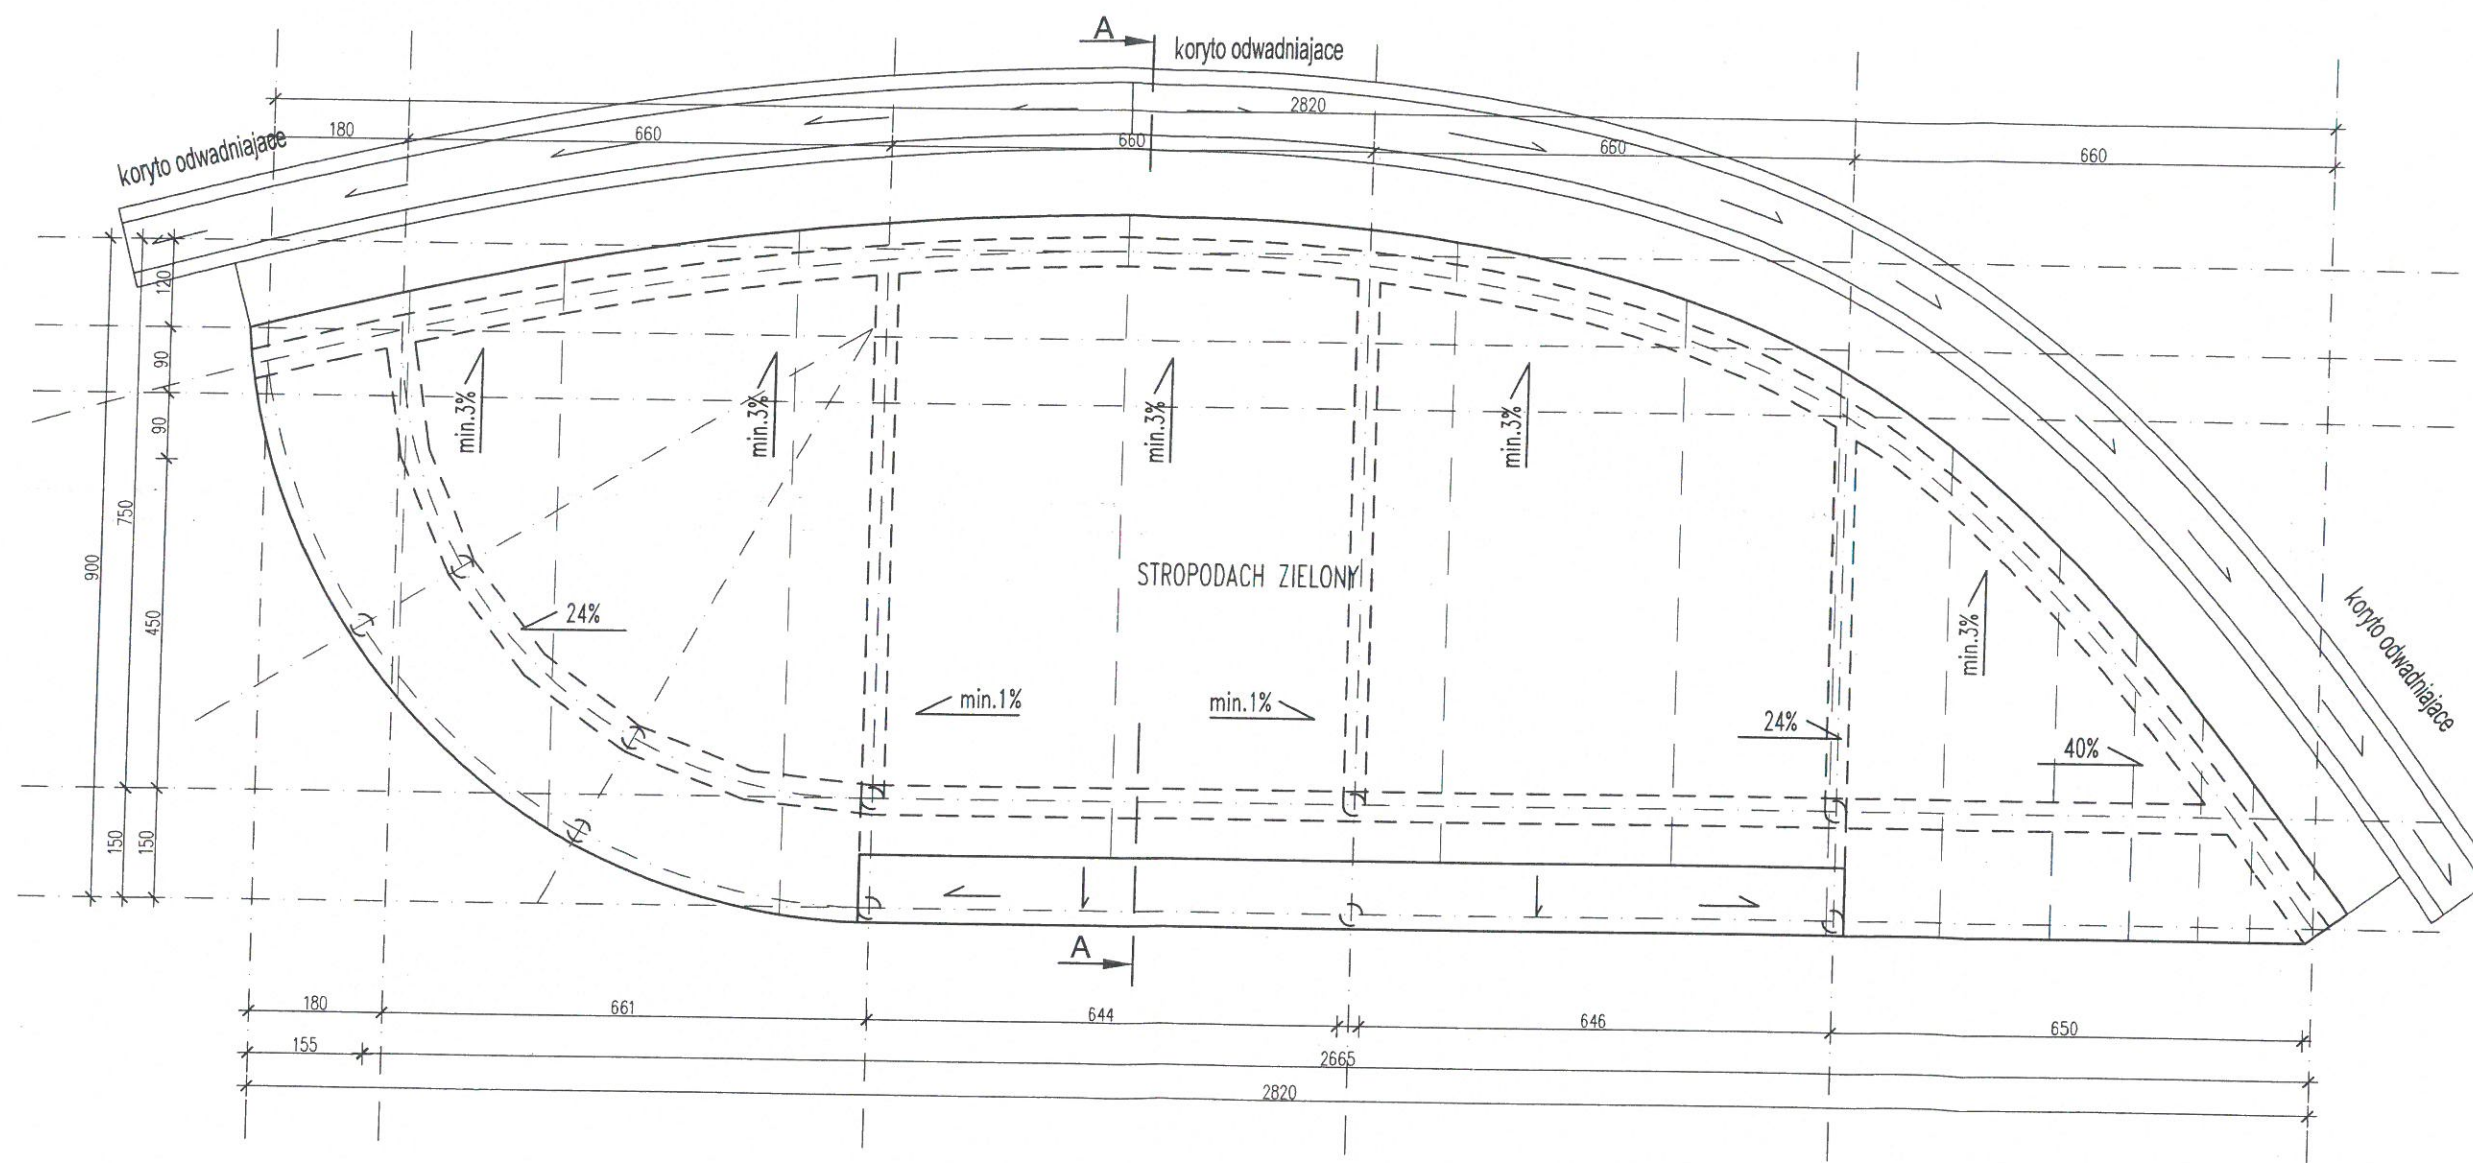 A
koryto odwadniajace
2820
180
660
660
660
660
koryto odwadniajace
120
90
90
750
900
450
150
150
min.3%
min.3%
min.3%
min.3%
STROPODACH ZIELONY
24%
min.3%
koryto odwadniajace
min.1%
min.1%
24%
40%
A
180
661
644
646
650
155
2665
2820